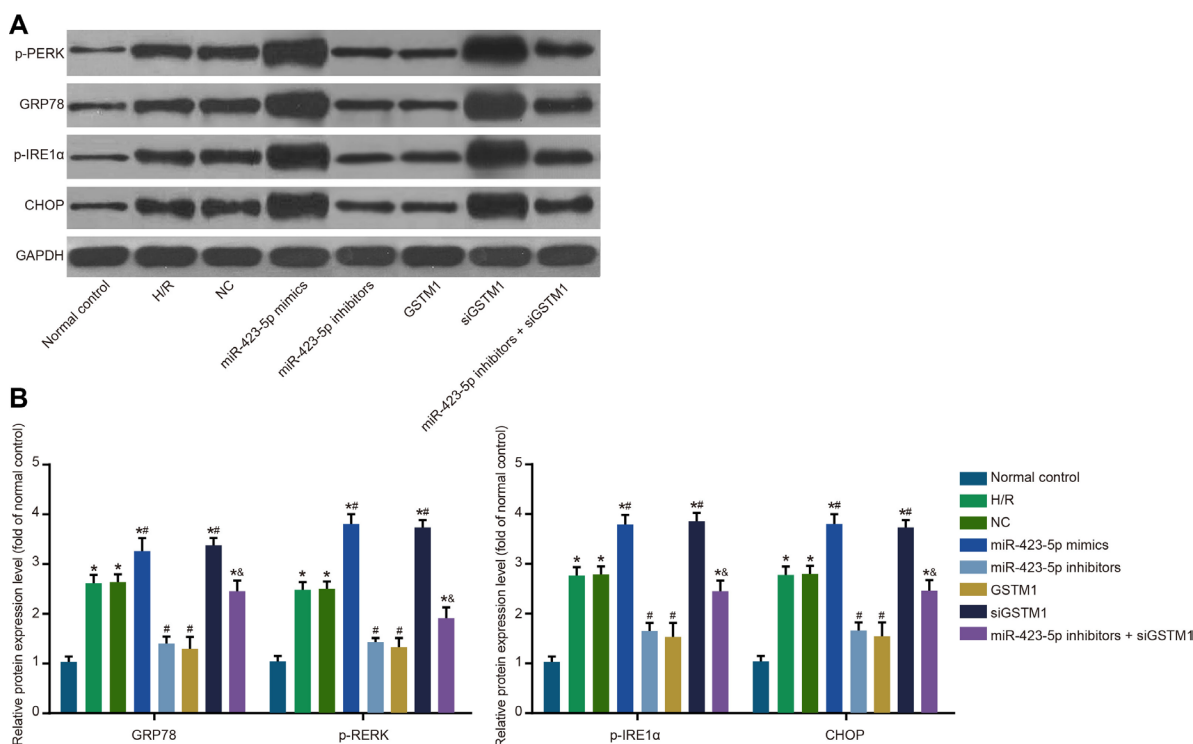 A
p-PERK
GRP78
p-IRE1α
CHOP
GAPDH
Normal control
H/R
NC
miR-423-5p mimics
miR-423-5p inhibitors
GSTM1
siGSTM1
miR-423-5p inhibitors + siGSTM1
B
Relative protein expression level (fold of normal control)
5
4
3
2
1
0
* * *# # # *# *&
* * *# # # *# *&
GRP78
p-RERK
Relative protein expression level (fold of normal control)
5
4
3
2
1
0
* * *# # # *# *&
* * *# # # *# *&
p-IRE1α
CHOP
Normal control
H/R
NC
miR-423-5p mimics
miR-423-5p inhibitors
GSTM1
siGSTM1
miR-423-5p inhibitors + siGSTM1